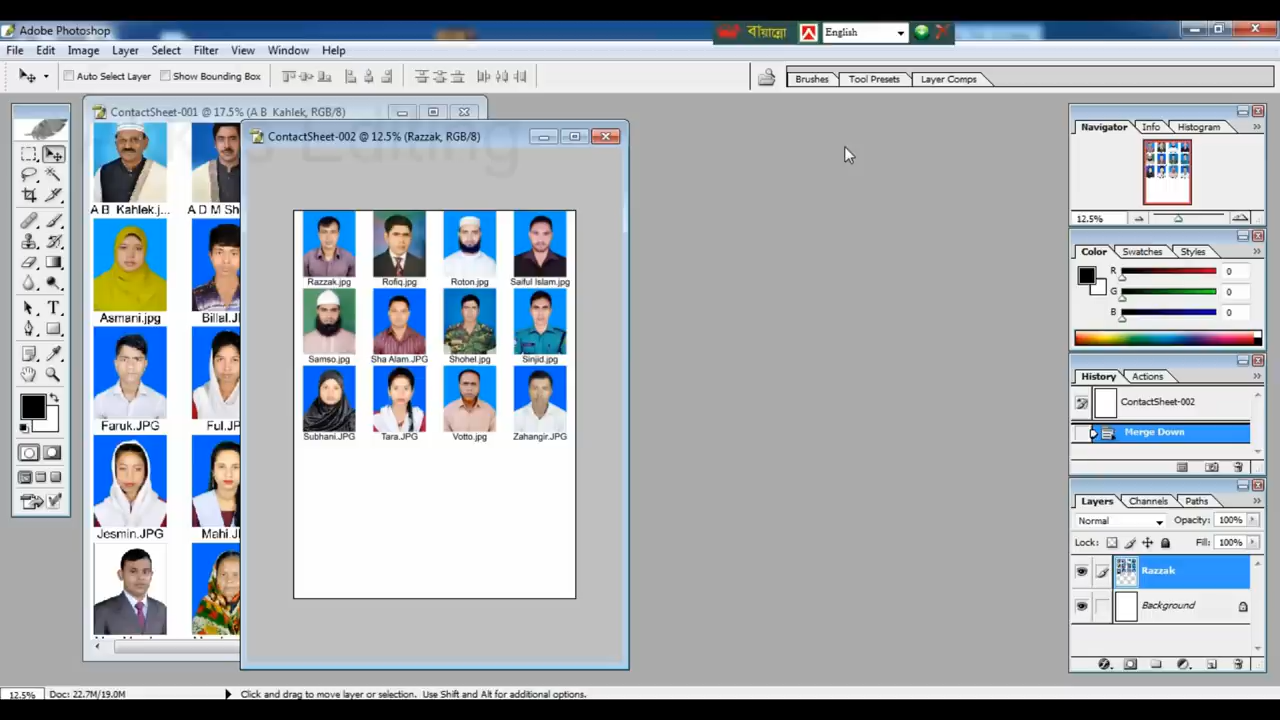 Adobe Photoshop
বায়ান্নো
English
File Edit Image Layer Select Filter View Window Help
Auto Select Layer Show Bounding Box
Brushes Tool Presets Layer Comps
ContactSheet-001 @ 17.5% (A B Kahlek, RGB/8)
ContactSheet-002 @ 12.5% (Razzak, RGB/8)
Editing
A B Kahlek.j... A D M Sh
Asmani.jpg Billal.J
Faruk.JPG Ful.JP
Jesmin.JPG Mahi.J
Razzak.jpg Rofiq.jpg Roton.jpg Saiful Islam.jpg
Samso.jpg Sha Alam.JPG Shohel.jpg Sinjid.jpg
Subhani.JPG Tara.JPG Votto.jpg Zahangir.JPG
Navigator Info Histogram
12.5%
Color Swatches Styles
R 0
G 0
B 0
History Actions
ContactSheet-002
Merge Down
Layers Channels Paths
Normal Opacity: 100%
Lock: Fill: 100%
Razzak
Background
12.5% Doc: 22.7M/19.0M Click and drag to move layer or selection. Use Shift and Alt for additional options.